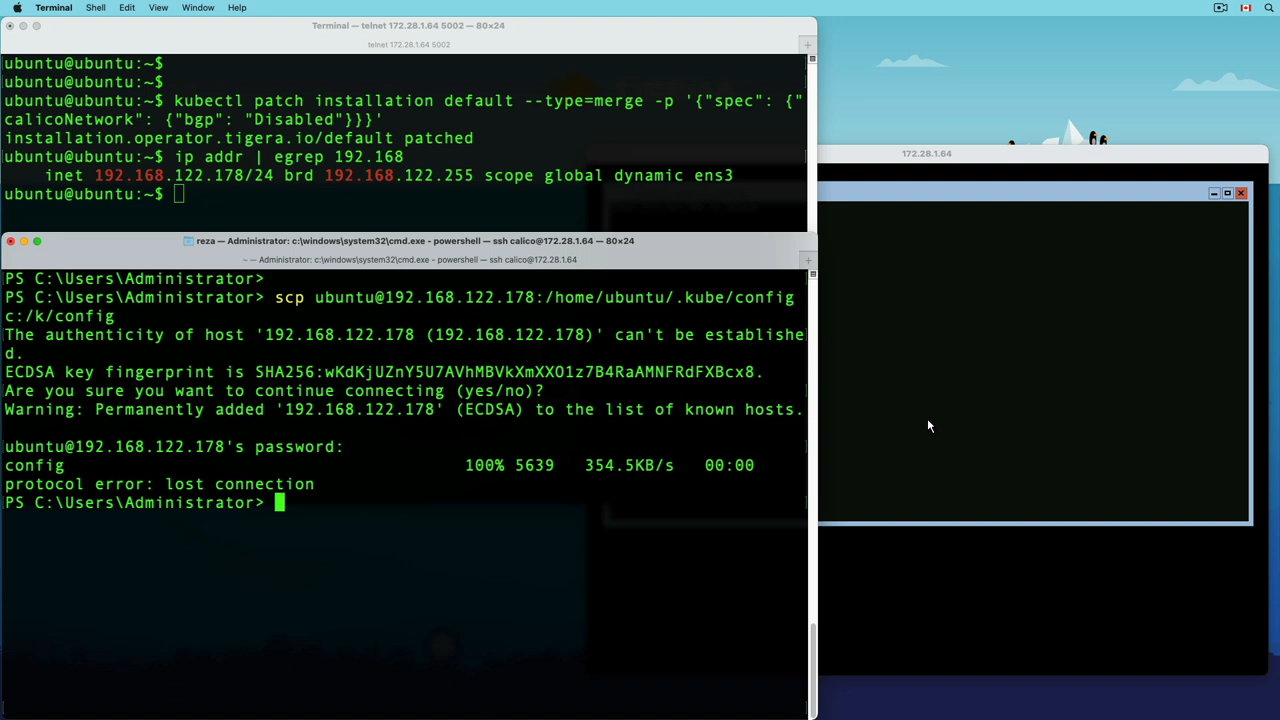 Terminal Shell Edit View Window Help
Terminal — telnet 172.28.1.64 5002 — 80×24
telnet 172.28.1.64 5002
ubuntu@ubuntu:~$
ubuntu@ubuntu:~$
ubuntu@ubuntu:~$ kubectl patch installation default --type=merge -p '{"spec": {"
calicoNetwork": {"bgp": "Disabled"}}}'
installation.operator.tigera.io/default patched
ubuntu@ubuntu:~$ ip addr | egrep 192.168
inet 192.168.122.178/24 brd 192.168.122.255 scope global dynamic ens3
ubuntu@ubuntu:~$
172.28.1.64
reza — Administrator: c:\windows\system32\cmd.exe - powershell — ssh calico@172.28.1.64 — 80×24
~ — Administrator: c:\windows\system32\cmd.exe - powershell — ssh calico@172.28.1.64
PS C:\Users\Administrator>
PS C:\Users\Administrator> scp ubuntu@192.168.122.178:/home/ubuntu/.kube/config
c:/k/config
The authenticity of host '192.168.122.178 (192.168.122.178)' can't be establishe
d.
ECDSA key fingerprint is SHA256:wKdKjUZnY5U7AVhMBVkXmXXO1z7B4RaAMNFRdFXBcx8.
Are you sure you want to continue connecting (yes/no)?
Warning: Permanently added '192.168.122.178' (ECDSA) to the list of known hosts.
ubuntu@192.168.122.178's password:
config 100% 5639 354.5KB/s 00:00
protocol error: lost connection
PS C:\Users\Administrator>